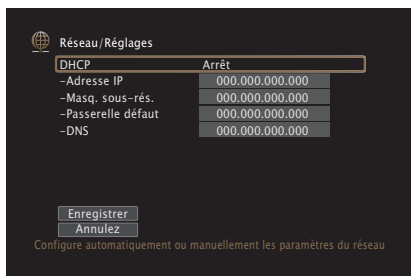 Réseau/Réglages
DHCP Arrêt
-Adresse IP 000.000.000.000
-Masq. sous-rés. 000.000.000.000
-Passerelle défaut 000.000.000.000
-DNS 000.000.000.000
Enregistrer
Annulez
Configure automatiquement ou manuellement les paramètres du réseau